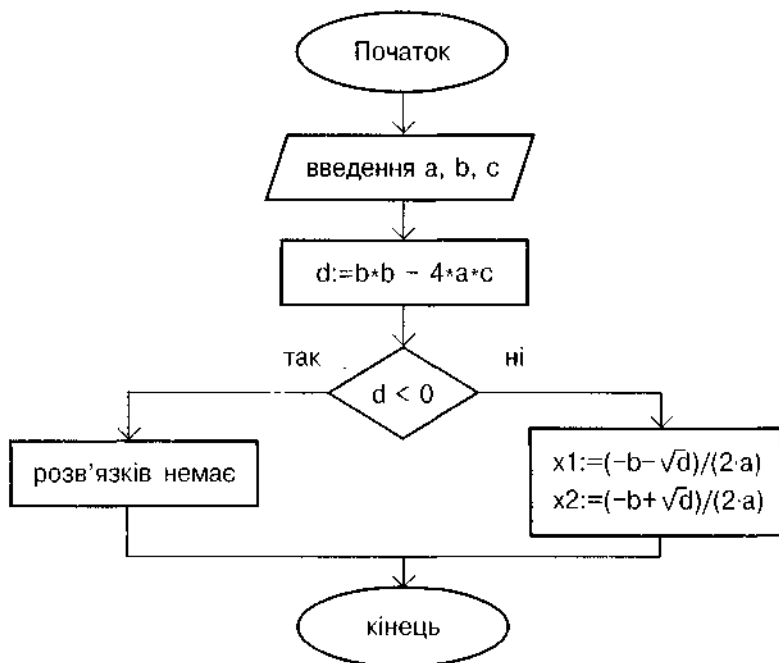 Початок
введення a, b, c
d:=b*b - 4*a*c
так
ні
d < 0
розв'язків немає
x1:=(-b-√d)/(2·a)
x2:=(-b+√d)/(2·a)
кінець